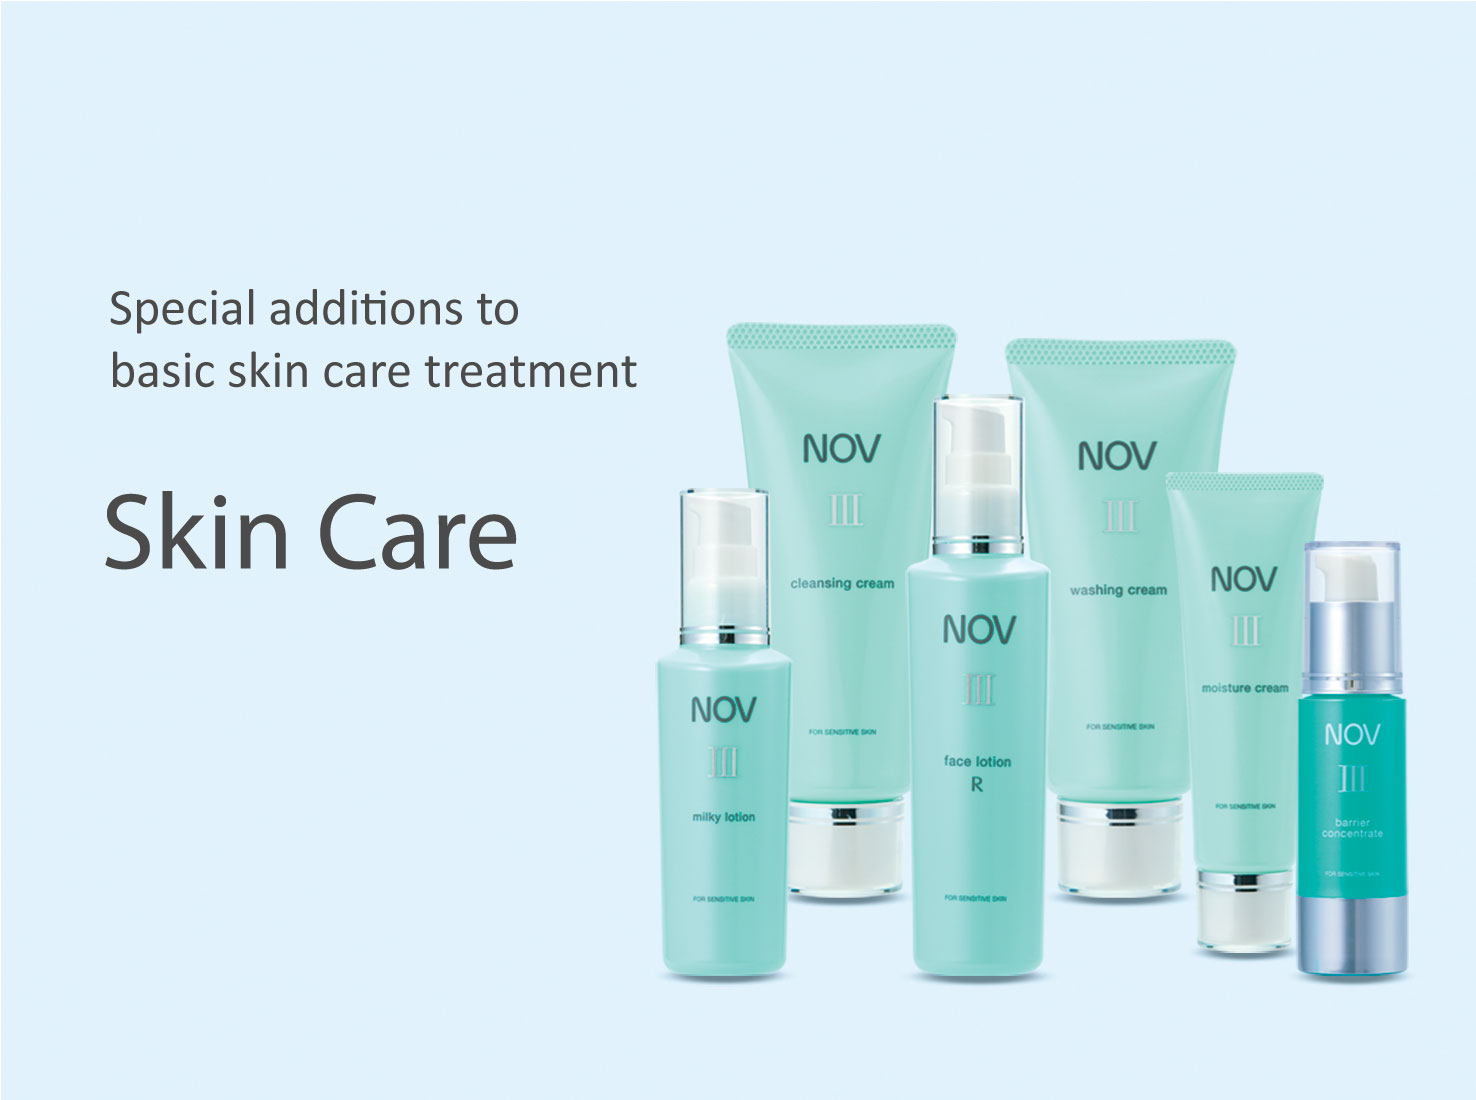 Special additions to
basic skin care treatment
Skin Care
NOV
III
milky lotion
FOR SENSITIVE SKIN
NOV
III
cleansing cream
FOR SENSITIVE SKIN
NOV
III
face lotion
R
FOR SENSITIVE SKIN
NOV
III
washing cream
FOR SENSITIVE SKIN
NOV
III
moisture cream
FOR SENSITIVE SKIN
NOV
III
barrier
concentrate
FOR SENSITIVE SKIN